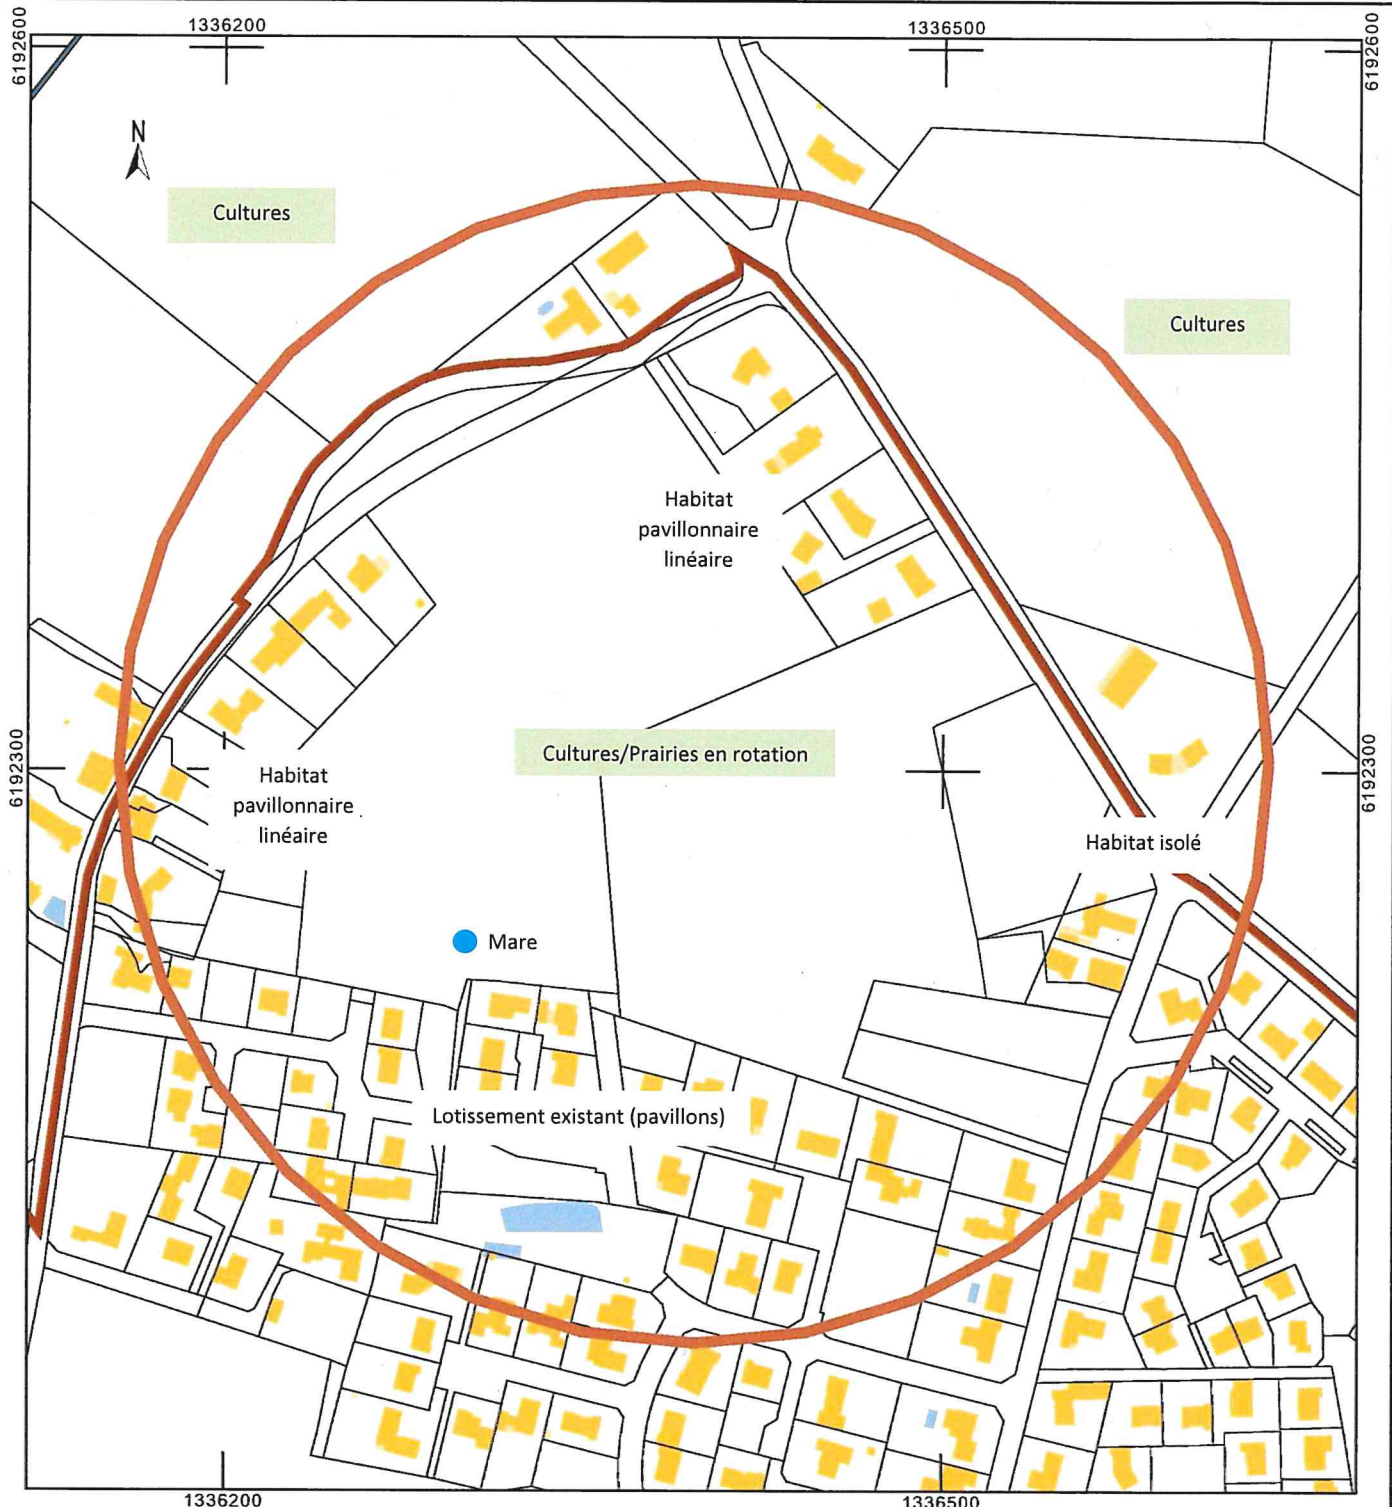 1336200
1336500
6192600
6192600
N
Cultures
Cultures
Habitat
pavillonnaire
linéaire
Cultures/Prairies en rotation
6192300
6192300
Habitat
pavillonnaire
linéaire
Habitat isolé
Mare
Lotissement existant (pavillons)
1336200
1336500